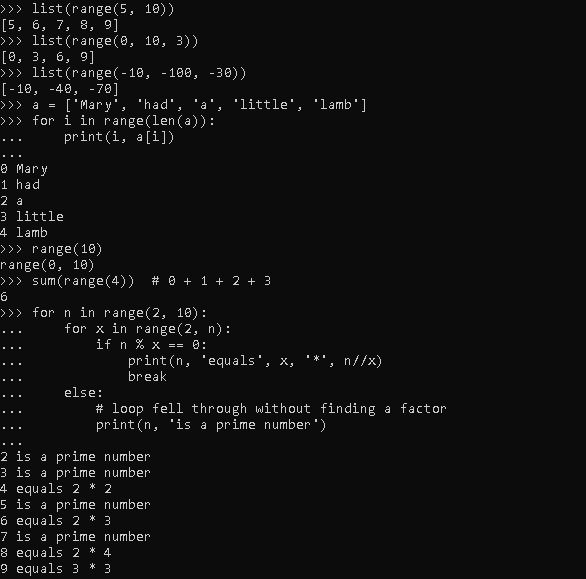 >>> list(range(5, 10))
[5, 6, 7, 8, 9]
>>> list(range(0, 10, 3))
[0, 3, 6, 9]
>>> list(range(-10, -100, -30))
[-10, -40, -70]
>>> a = ['Mary', 'had', 'a', 'little', 'lamb']
>>> for i in range(len(a)):
...     print(i, a[i])
...
0 Mary
1 had
2 a
3 little
4 lamb
>>> range(10)
range(0, 10)
>>> sum(range(4))  # 0 + 1 + 2 + 3
6
>>> for n in range(2, 10):
...     for x in range(2, n):
...         if n % x == 0:
...             print(n, 'equals', x, '*', n//x)
...             break
...     else:
...         # loop fell through without finding a factor
...         print(n, 'is a prime number')
...
2 is a prime number
3 is a prime number
4 equals 2 * 2
5 is a prime number
6 equals 2 * 3
7 is a prime number
8 equals 2 * 4
9 equals 3 * 3